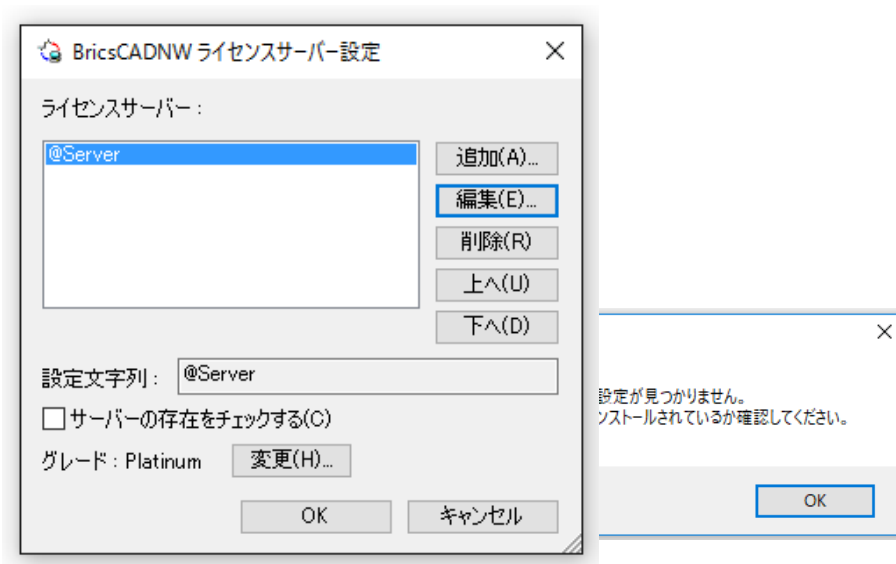 BricsCADNW ライセンスサーバー設定
ライセンスサーバー :
@Server
追加(A)...
編集(E)...
削除(R)
上へ(U)
下へ(D)
設定文字列 : @Server
サーバーの存在をチェックする(C)
グレード : Platinum 変更(H)...
OK キャンセル
設定が見つかりません。
ンストールされているか確認してください。
OK